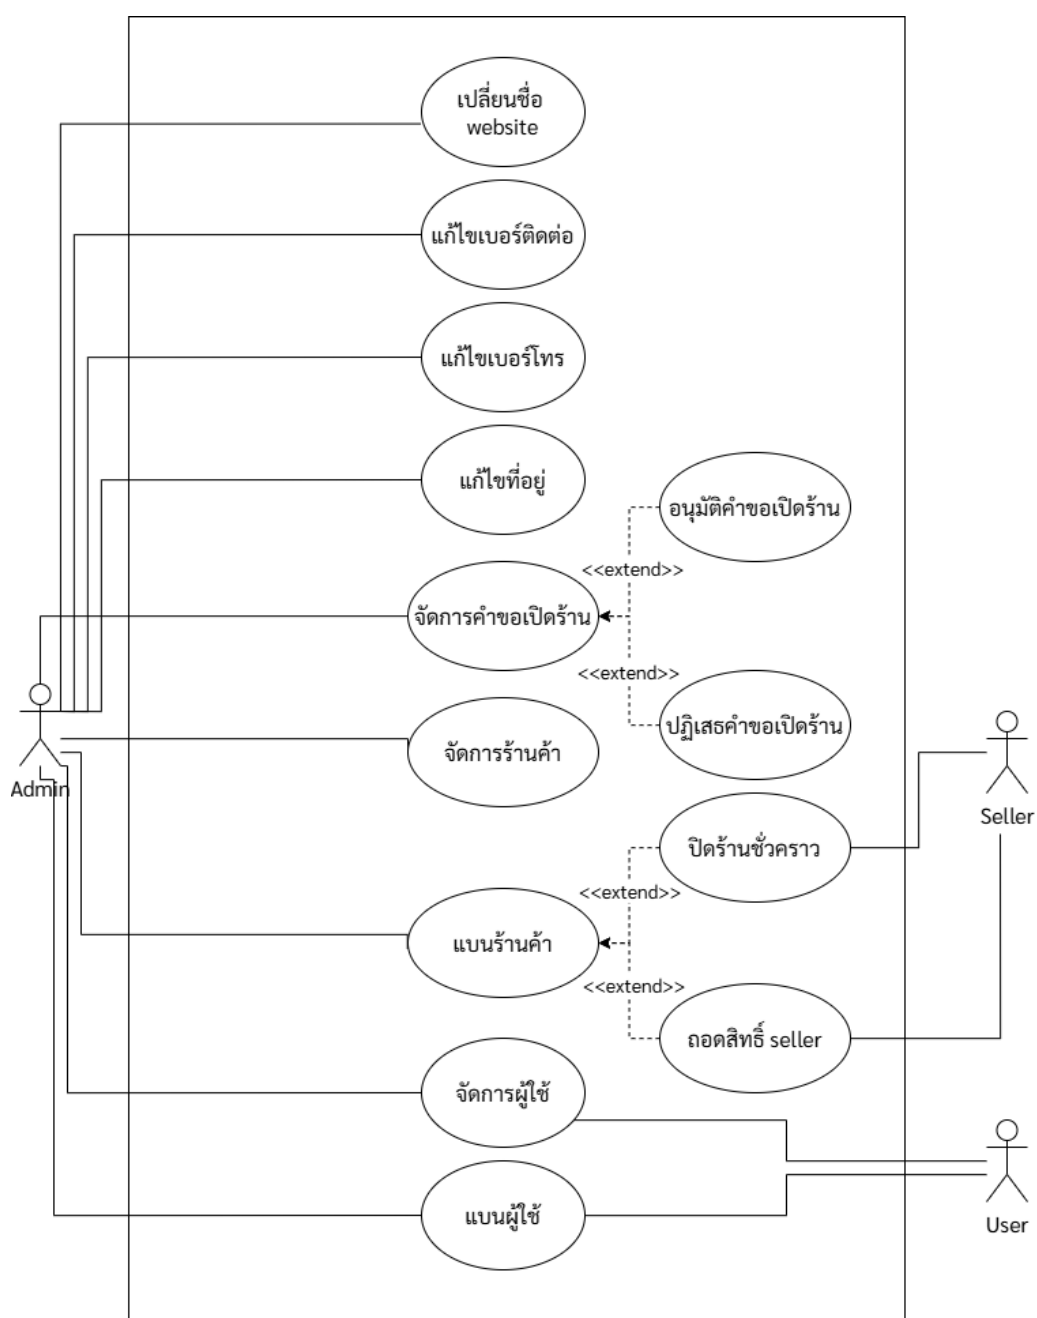 เปลี่ยนชื่อ
website
แก้ไขเบอร์ติดต่อ
แก้ไขเบอร์โทร
แก้ไขที่อยู่
อนุมัติคำขอเปิดร้าน
<<extend>>
จัดการคำขอเปิดร้าน
<<extend>>
ปฏิเสธคำขอเปิดร้าน
จัดการร้านค้า
Admin
Seller
ปิดร้านชั่วคราว
<<extend>>
แบนร้านค้า
<<extend>>
ถอดสิทธิ์ seller
จัดการผู้ใช้
แบนผู้ใช้
User